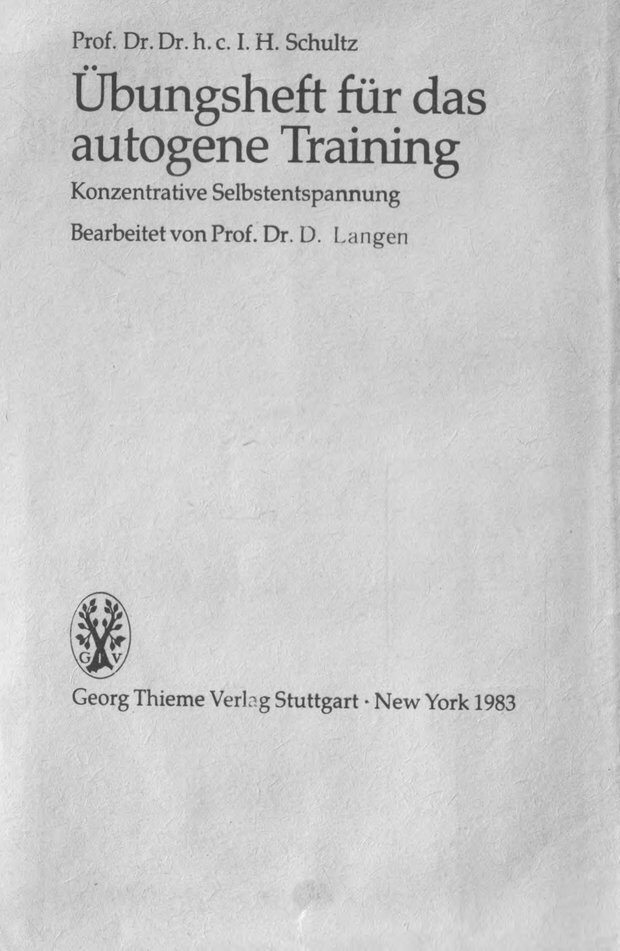 Prof. Dr. Dr. h. c. I. H. Schultz
Übungsheft für das
autogene Training
Konzentrative Selbstentspannung
Bearbeitet von Prof. Dr. D. Langen
G T V
Georg Thieme Verlag Stuttgart · New York 1983